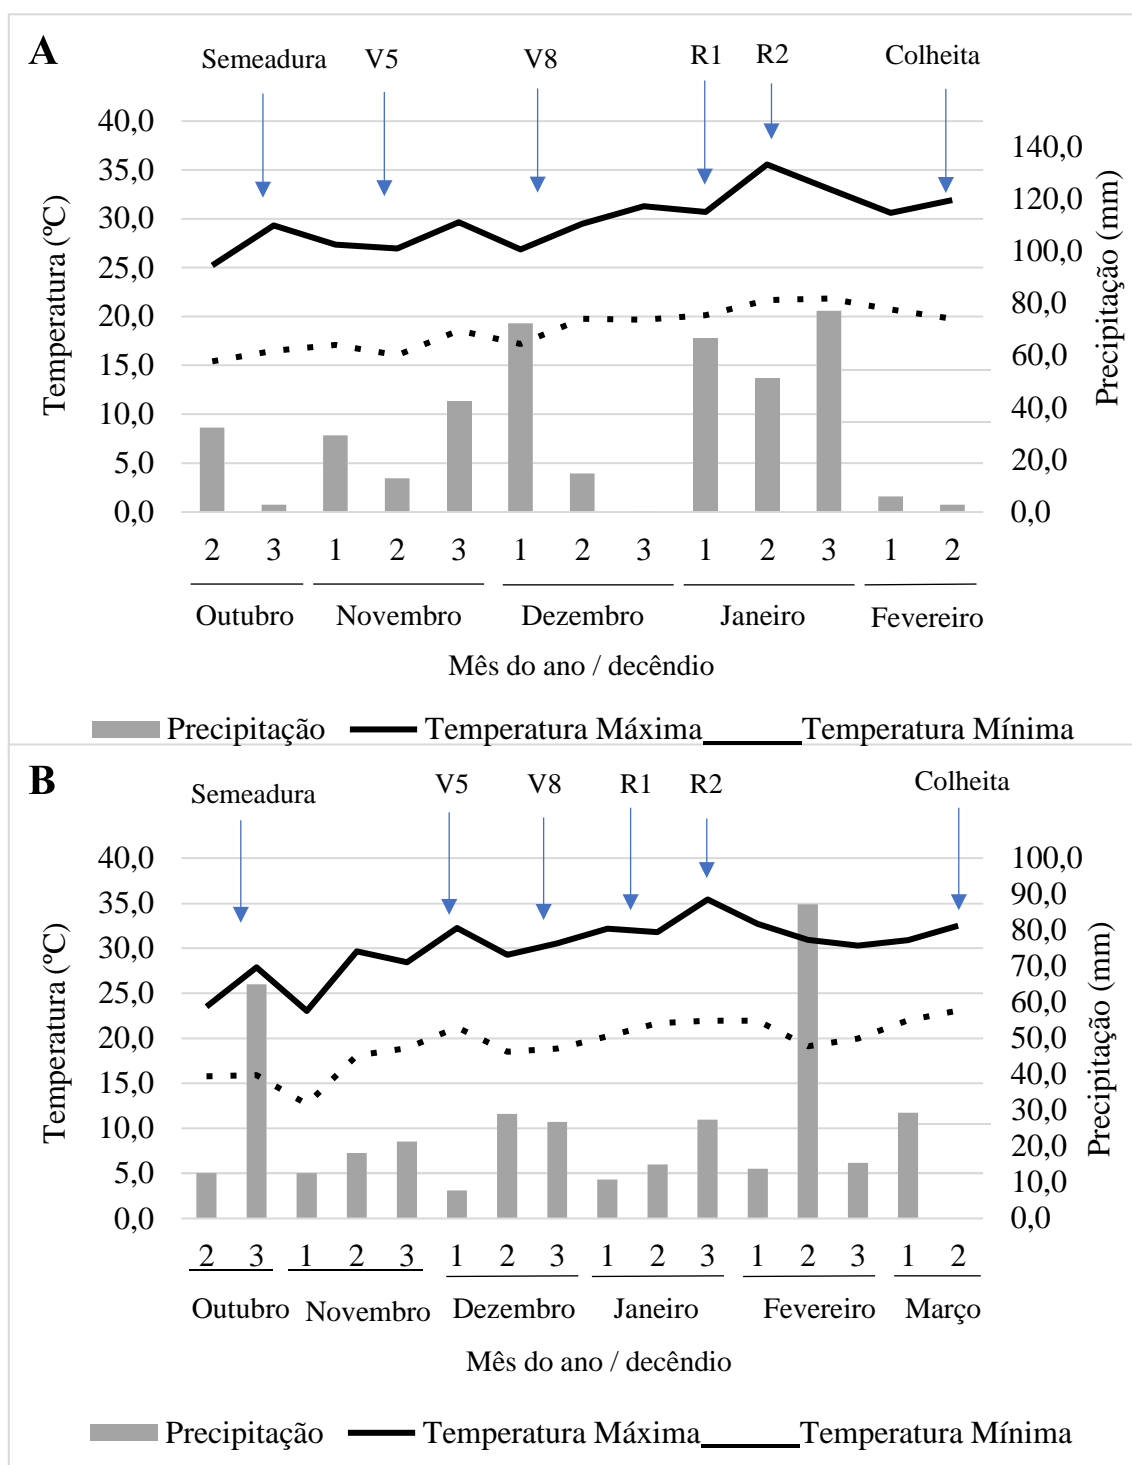 A
Semeadura V5 V8 R1 R2 Colheita
40,0
35,0
30,0
25,0
20,0
15,0
10,0
5,0
0,0
Temperatura (ºC)
140,0
120,0
100,0
80,0
60,0
40,0
20,0
0,0
Precipitação (mm)
2 3 1 2 3 1 2 3 1 2 3 1 2
Outubro Novembro Dezembro Janeiro Fevereiro
Mês do ano / decêndio
Precipitação Temperatura Máxima Temperatura Mínima
B
Semeadura V5 V8 R1 R2 Colheita
40,0
35,0
30,0
25,0
20,0
15,0
10,0
5,0
0,0
Temperatura (ºC)
100,0
90,0
80,0
70,0
60,0
50,0
40,0
30,0
20,0
10,0
0,0
Precipitação (mm)
2 3 1 2 3 1 2 3 1 2 3 1 2 3 1 2
Outubro Novembro Dezembro Janeiro Fevereiro Março
Mês do ano / decêndio
Precipitação Temperatura Máxima Temperatura Mínima